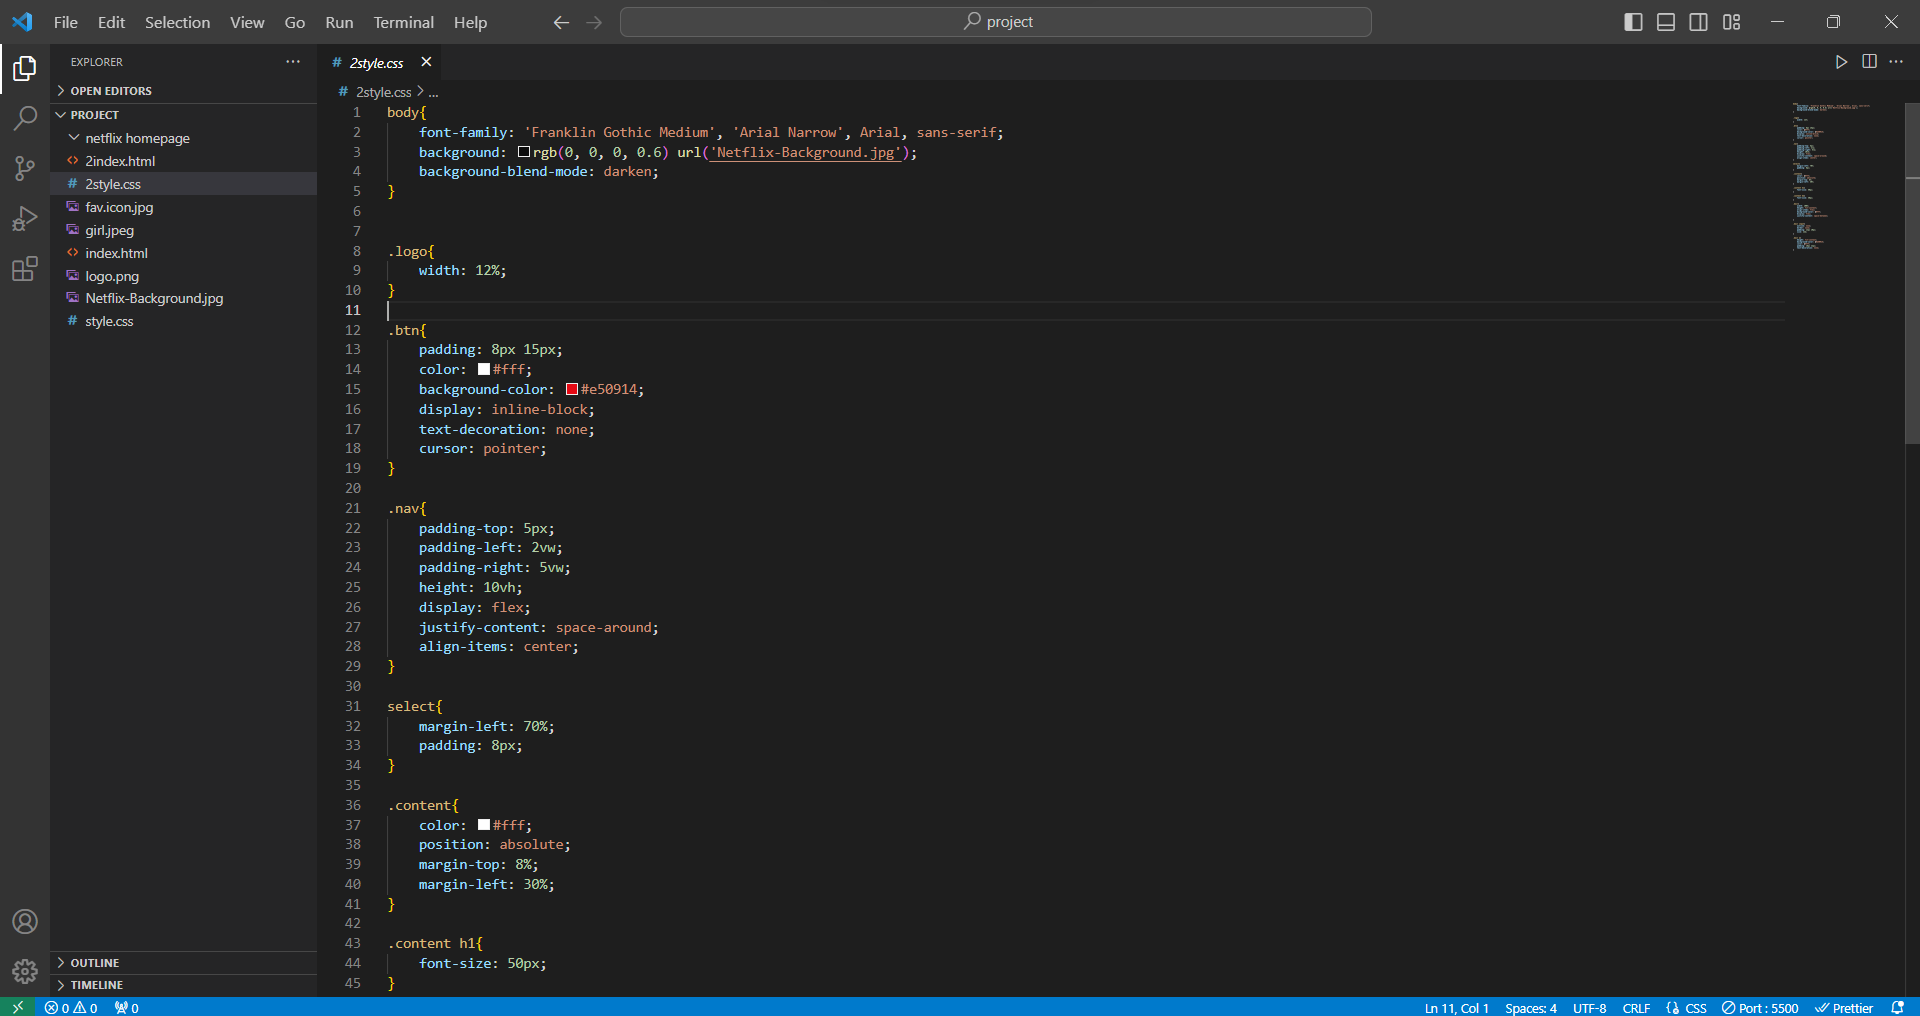 File Edit Selection View Go Run Terminal Help
project
EXPLORER
OPEN EDITORS
PROJECT
netflix homepage
2index.html
2style.css
fav.icon.jpg
girl.jpeg
index.html
logo.png
Netflix-Background.jpg
style.css
OUTLINE
TIMELINE
# 2style.css
# 2style.css > ...
1 body{
2 font-family: 'Franklin Gothic Medium', 'Arial Narrow', Arial, sans-serif;
3 background: rgb(0, 0, 0, 0.6) url('Netflix-Background.jpg');
4 background-blend-mode: darken;
5 }
6
7
8 .logo{
9 width: 12%;
10 }
11
12 .btn{
13 padding: 8px 15px;
14 color: #fff;
15 background-color: #e50914;
16 display: inline-block;
17 text-decoration: none;
18 cursor: pointer;
19 }
20
21 .nav{
22 padding-top: 5px;
23 padding-left: 2vw;
24 padding-right: 5vw;
25 height: 10vh;
26 display: flex;
27 justify-content: space-around;
28 align-items: center;
29 }
30
31 select{
32 margin-left: 70%;
33 padding: 8px;
34 }
35
36 .content{
37 color: #fff;
38 position: absolute;
39 margin-top: 8%;
40 margin-left: 30%;
41 }
42
43 .content h1{
44 font-size: 50px;
45 }
0 0 0
Ln 11, Col 1 Spaces: 4 UTF-8 CRLF {} CSS Port : 5500 Prettier